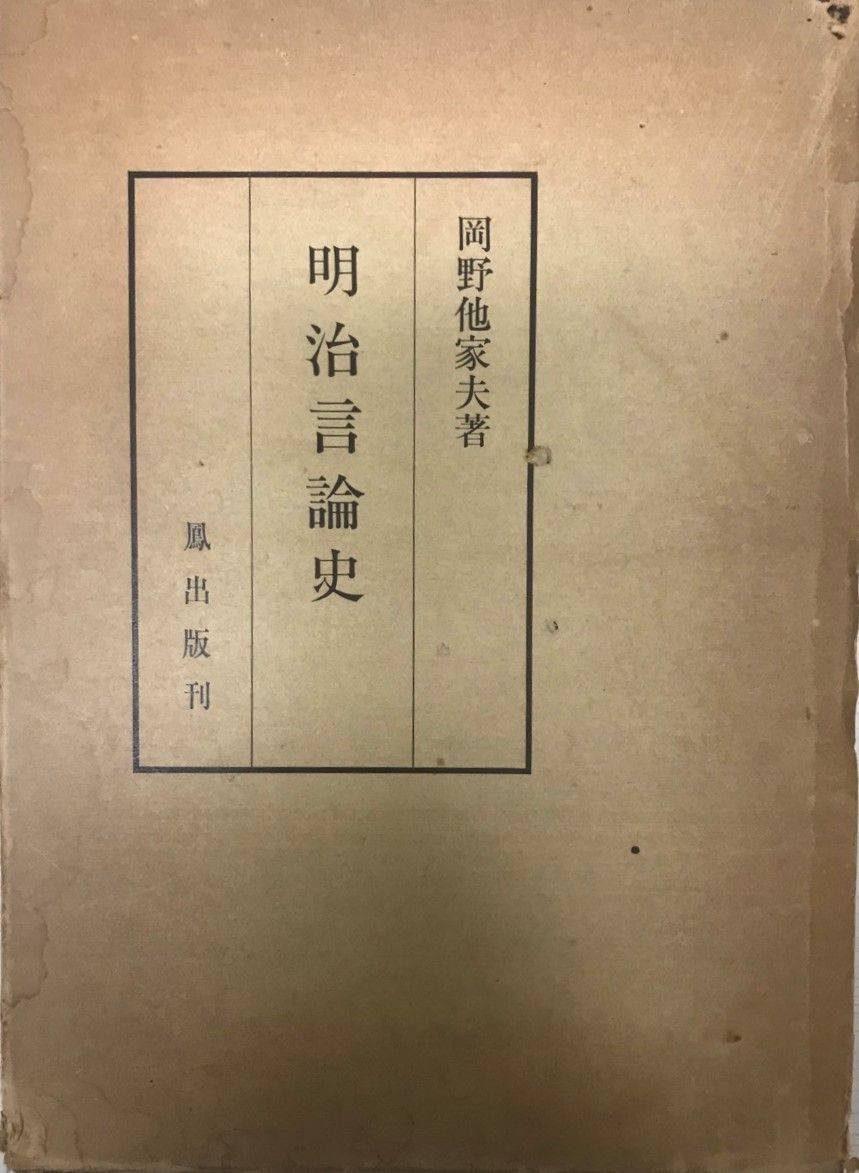 岡野他家夫著
明治言論史
鳳出版刊